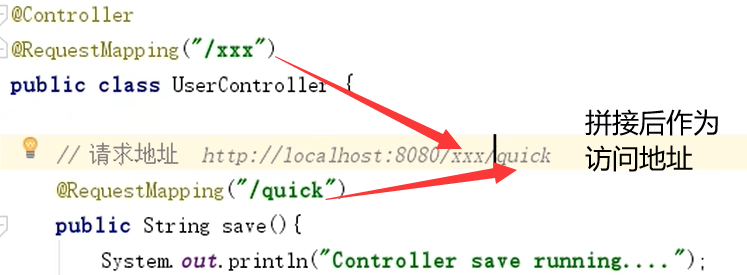 @Controller
@RequestMapping("/xxx")
public class UserController {
// 请求地址 http://localhost:8080/xxx/quick
@RequestMapping("/quick")
public String save(){
System.out.println("Controller save running....");
拼接后作为
访问地址